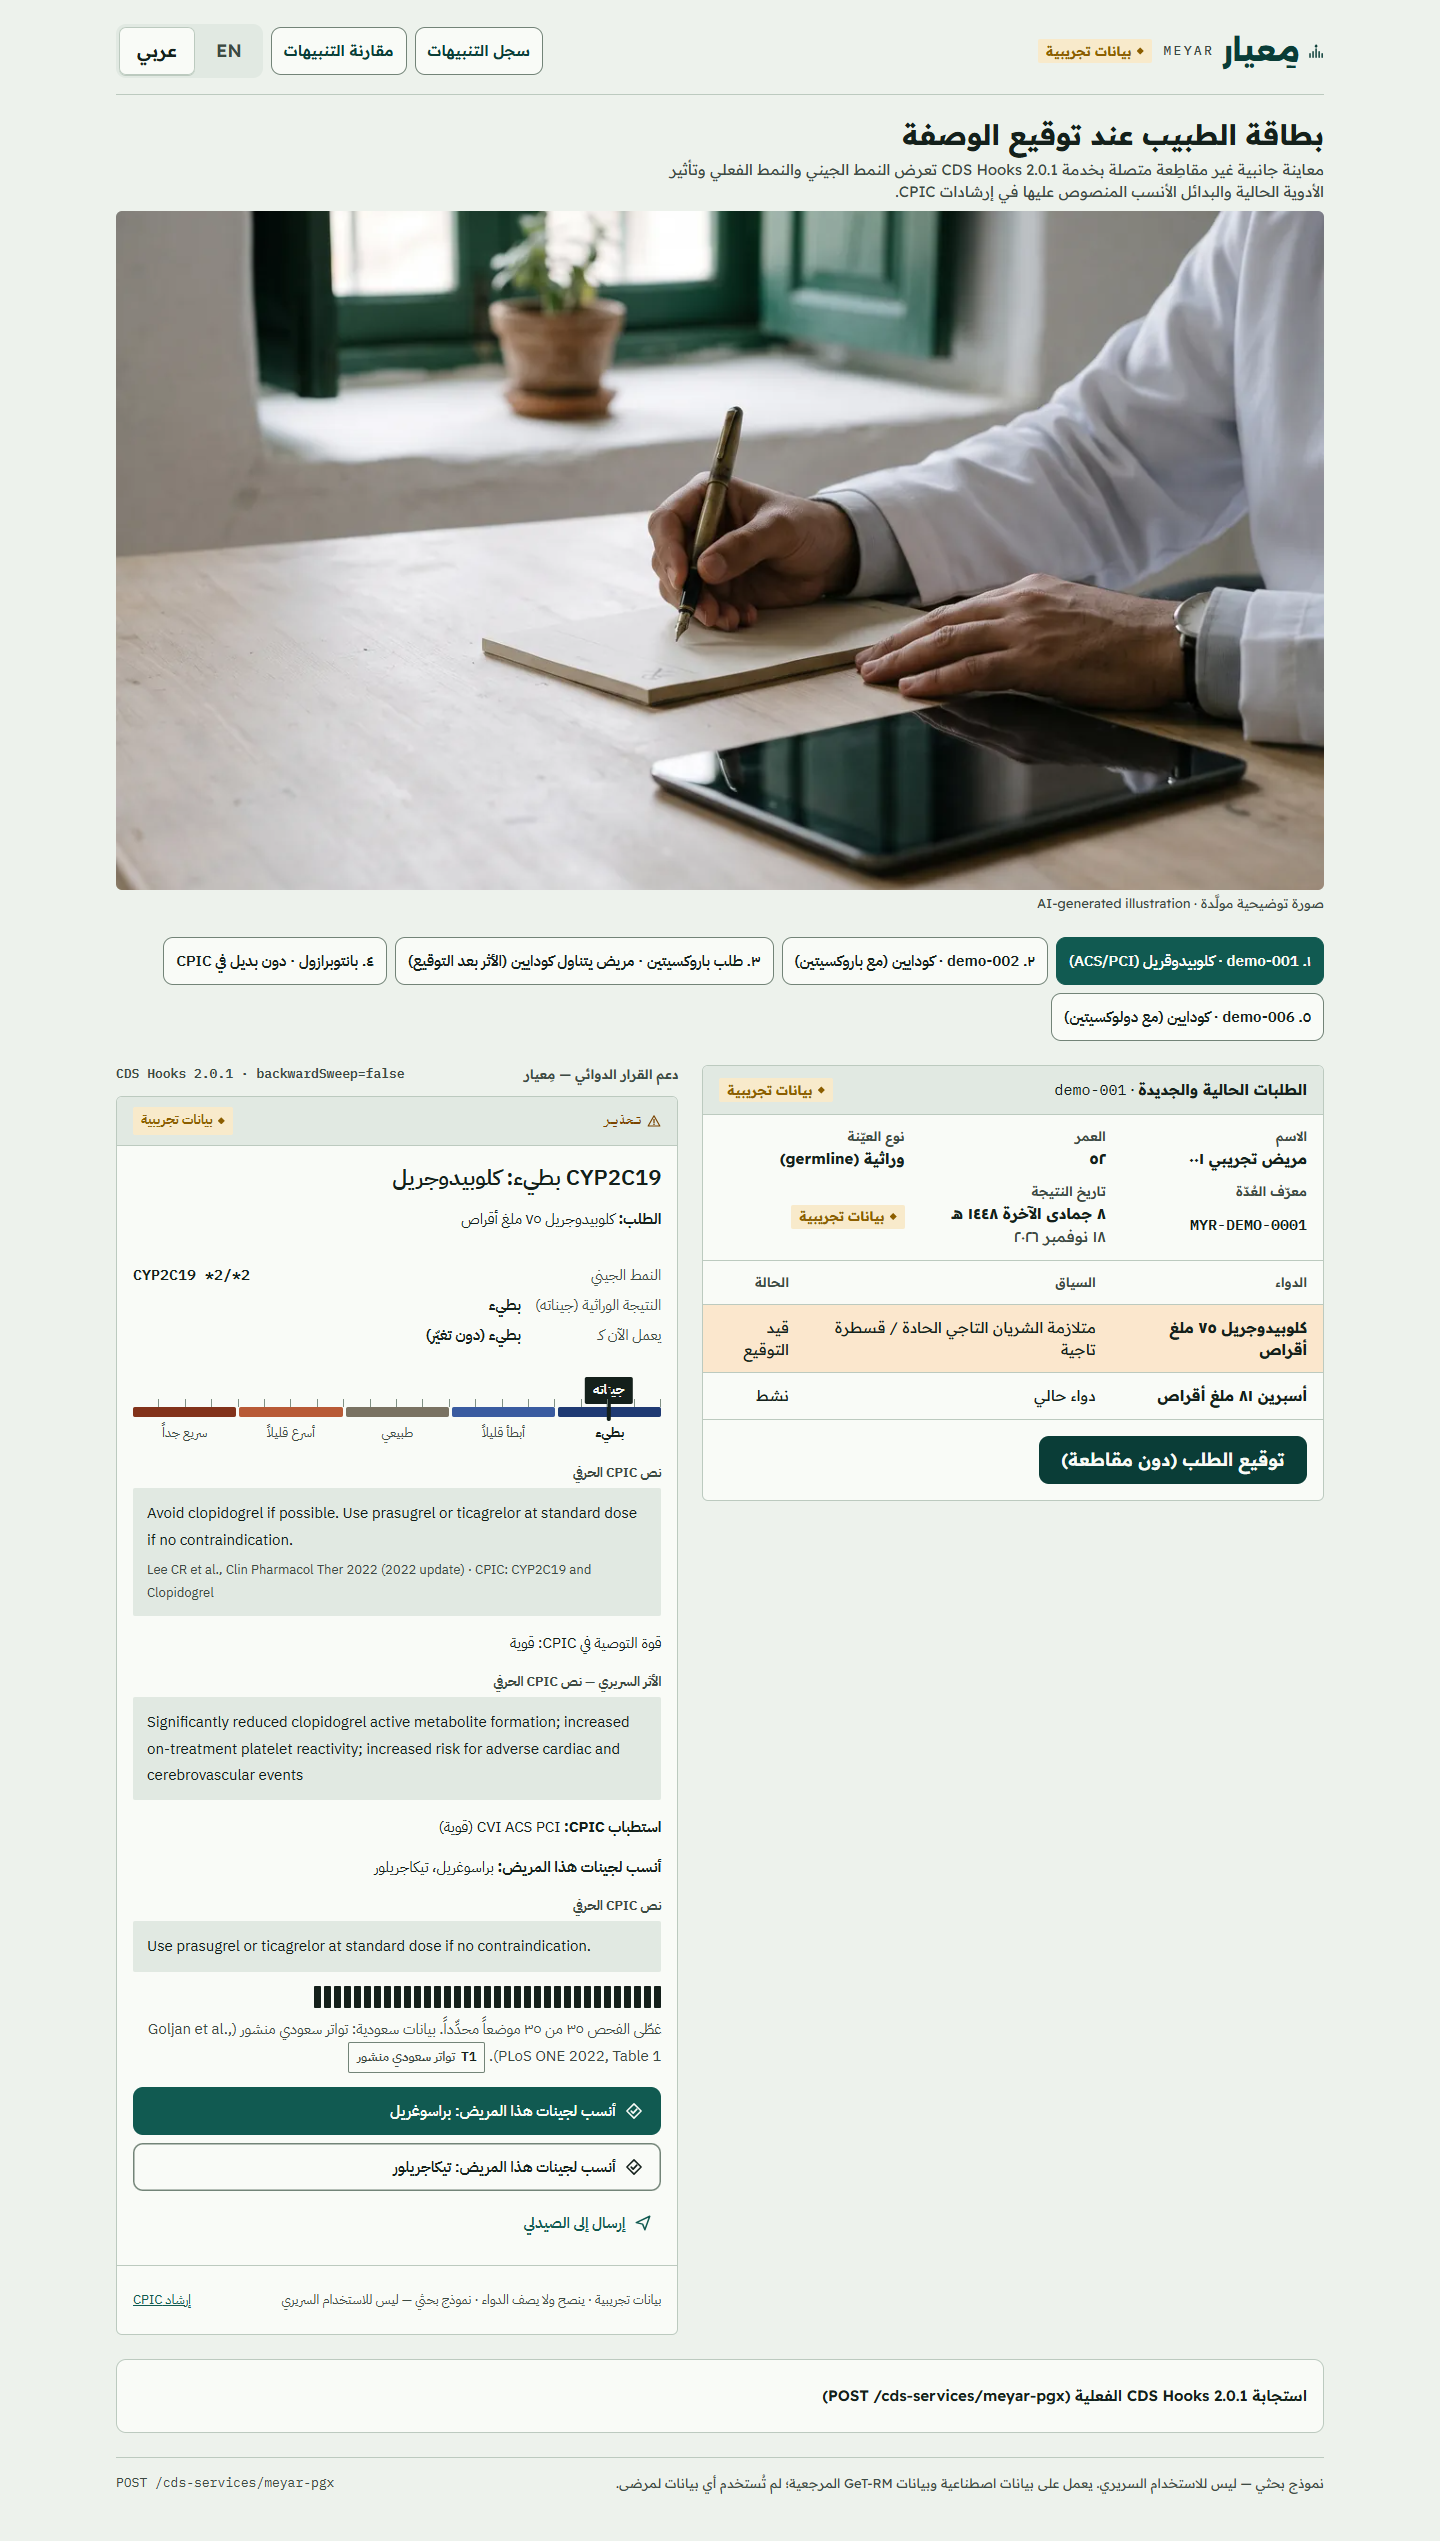 مِعيار MEYAR بيانات تجريبية
سجل التنبيهات
مقارنة التنبيهات
EN
عربي
بطاقة الطبيب عند توقيع الوصفة
معاينة جانبية غير مقاطِعة متصلة بخدمة CDS Hooks 2.0.1 تعرض النمط الجيني والنمط الفعلي وتأثير
الأدوية الحالية والبدائل الأنسب المنصوص عليها في إرشادات CPIC.
صورة توضيحية مولَّدة · AI-generated illustration
١. demo-001 · كلوبيدوقريل (ACS/PCI)
٢. demo-002 · كودايين (مع باروكسيتين)
٣. طلب باروكسيتين · مريض يتناول كودايين (الأثر بعد التوقيع)
٤. بانتوبرازول · دون بديل في CPIC
٥. demo-006 · كودايين (مع دولوكسيتين)
الطلبات الحالية والجديدة · demo-001
بيانات تجريبية
الاسم
مريض تجريبي ٠٠١
العمر
٥٢
نوع العيّنة
وراثية (germline)
معرّف العُدّة
MYR-DEMO-0001
تاريخ النتيجة
٨ جمادى الآخرة ١٤٤٨ هـ
١٨ نوفمبر ٢٠٢٦
بيانات تجريبية
الدواء السياق الحالة
كلوبيدوجريل ٧٥ ملغ أقراص
متلازمة الشريان التاجي الحادة / قسطرة تاجية
قيد التوقيع
أسبرين ٨١ ملغ أقراص دواء حالي نشط
توقيع الطلب (دون مقاطعة)
دعم القرار الدوائي — مِعيار
CDS Hooks 2.0.1 · backwardSweep=false
تحذير
بيانات تجريبية
CYP2C19 بطيء: كلوبيدوجريل
الطلب: كلوبيدوجريل ٧٥ ملغ أقراص
النمط الجيني CYP2C19 *2/*2
النتيجة الوراثية (جيناته) بطيء
يعمل الآن كـ بطيء (دون تغيّر)
جيناته
بطيء أبطأ قليلاً طبيعي أسرع قليلاً سريع جداً
نص CPIC الحرفي
Avoid clopidogrel if possible. Use prasugrel or ticagrelor at standard dose
if no contraindication.
Lee CR et al., Clin Pharmacol Ther 2022 (2022 update) · CPIC: CYP2C19 and
Clopidogrel
قوة التوصية في CPIC: قوية
الأثر السريري — نص CPIC الحرفي
Significantly reduced clopidogrel active metabolite formation; increased
on-treatment platelet reactivity; increased risk for adverse cardiac and
cerebrovascular events
استطباب CPIC: CVI ACS PCI (قوية)
أنسب لجينات هذا المريض: براسوغريل، تيكاجريلور
نص CPIC الحرفي
Use prasugrel or ticagrelor at standard dose if no contraindication.
غطّى الفحص ٣٥ من ٣٥ موضعاً محدَّداً. بيانات سعودية: تواتر سعودي منشور (Goljan et al.,
PLoS ONE 2022, Table 1). T1 تواتر سعودي منشور
أنسب لجينات هذا المريض: براسوغريل
أنسب لجينات هذا المريض: تيكاجريلور
إرسال إلى الصيدلي
بيانات تجريبية · ينصح ولا يصف الدواء · نموذج بحثي — ليس للاستخدام السريري
إرشاد CPIC
استجابة CDS Hooks 2.0.1 الفعلية (POST /cds-services/meyar-pgx)
نموذج بحثي — ليس للاستخدام السريري. يعمل على بيانات اصطناعية وبيانات GeT-RM المرجعية؛ لم تُستخدم أي بيانات لمرضى.
POST /cds-services/meyar-pgx